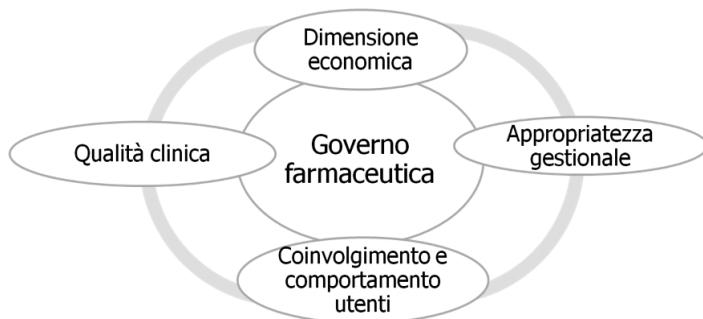 Dimensione
economica
Qualità clinica
Governo
farmaceutica
Appropriatezza
gestionale
Coinvolgimento e
comportamento
utenti